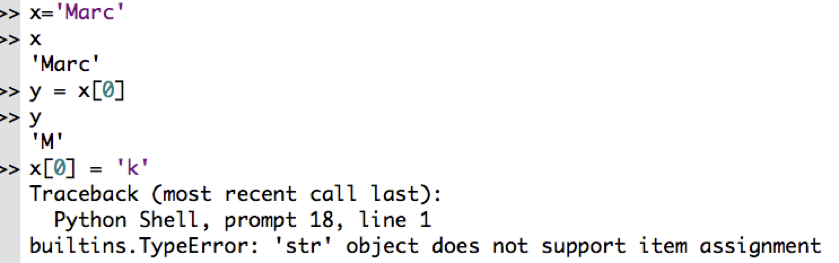 >> x='Marc'
>> x
'Marc'
>> y = x[0]
>> y
'M'
>> x[0] = 'k'
Traceback (most recent call last):
Python Shell, prompt 18, line 1
builtins.TypeError: 'str' object does not support item assignment